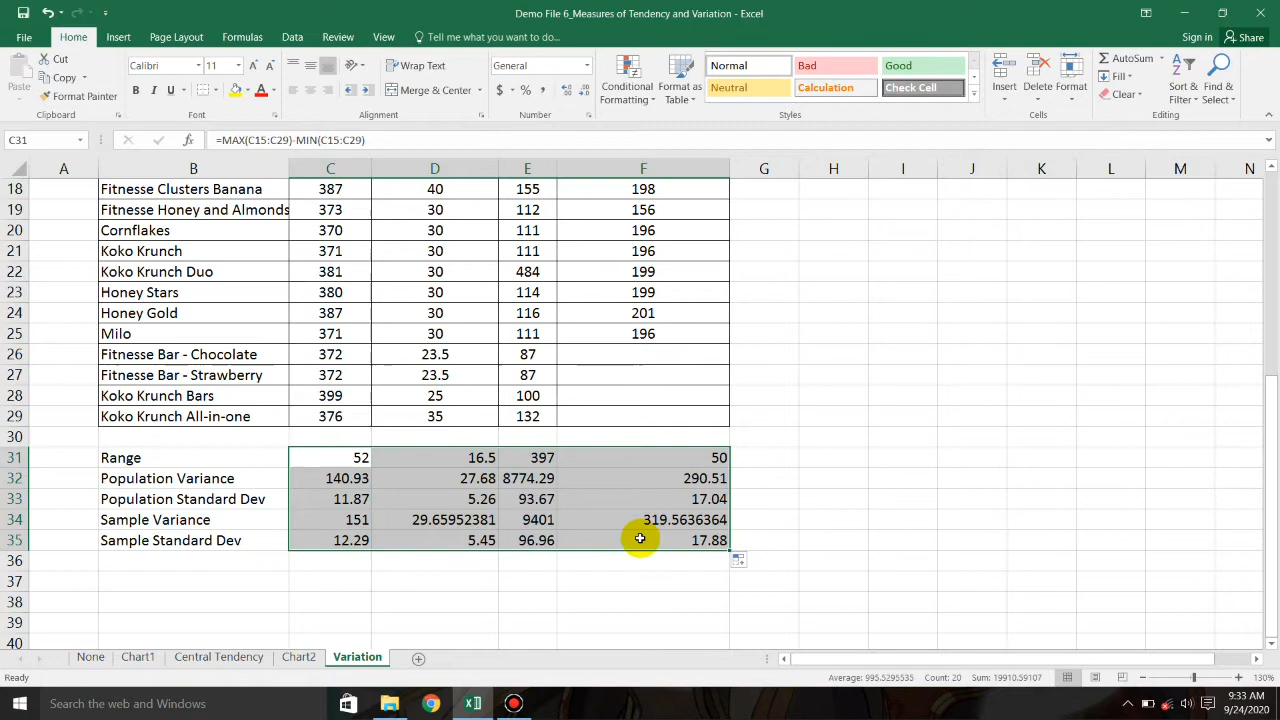 Demo File 6_Measures of Tendency and Variation - Excel
File Home Insert Page Layout Formulas Data Review View Tell me what you want to do... Sign in Share
Paste Cut Copy Format Painter Clipboard
Calibri 11 A A B I U A Font
Wrap Text Merge & Center Alignment
General $ % , Number
Conditional Formatting Format as Table Normal Bad Good Neutral Calculation Check Cell Styles
Insert Delete Format Cells
AutoSum Fill Clear Sort & Filter Find & Select Editing
C31 fx =MAX(C15:C29)-MIN(C15:C29)
A B C D E F G H I J K L M N
18 Fitnesse Clusters Banana 387 40 155 198
19 Fitnesse Honey and Almonds 373 30 112 156
20 Cornflakes 370 30 111 196
21 Koko Krunch 371 30 111 196
22 Koko Krunch Duo 381 30 484 199
23 Honey Stars 380 30 114 199
24 Honey Gold 387 30 116 201
25 Milo 371 30 111 196
26 Fitnesse Bar - Chocolate 372 23.5 87
27 Fitnesse Bar - Strawberry 372 23.5 87
28 Koko Krunch Bars 399 25 100
29 Koko Krunch All-in-one 376 35 132
30
31 Range 52 16.5 397 50
32 Population Variance 140.93 27.68 8774.29 290.51
33 Population Standard Dev 11.87 5.26 93.67 17.04
34 Sample Variance 151 29.65952381 9401 319.5636364
35 Sample Standard Dev 12.29 5.45 96.96 17.88
36
37
38
39
40
None Chart1 Central Tendency Chart2 Variation
Ready Average: 995.5295535 Count: 20 Sum: 19910.59107 130%
Search the web and Windows 9:33 AM
9/24/2020